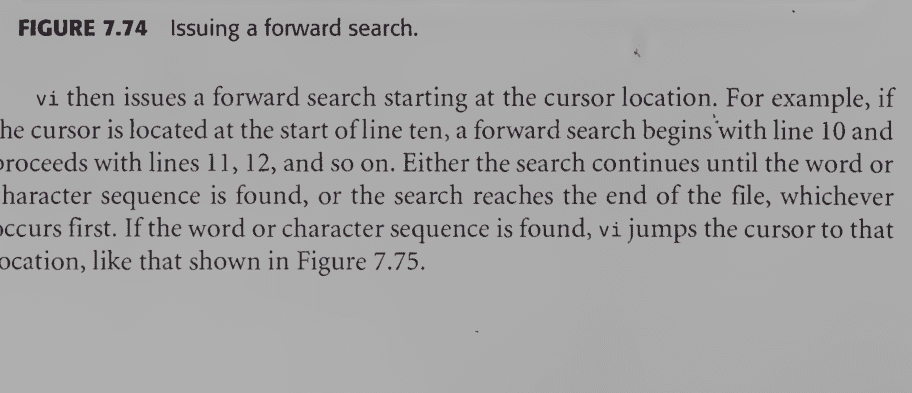 FIGURE 7.74 Issuing a forward search.
vi then issues a forward search starting at the cursor location. For example, if
he cursor is located at the start of line ten, a forward search begins with line 10 and
proceeds with lines 11, 12, and so on. Either the search continues until the word or
haracter sequence is found, or the search reaches the end of the file, whichever
occurs first. If the word or character sequence is found, vi jumps the cursor to that
ocation, like that shown in Figure 7.75.